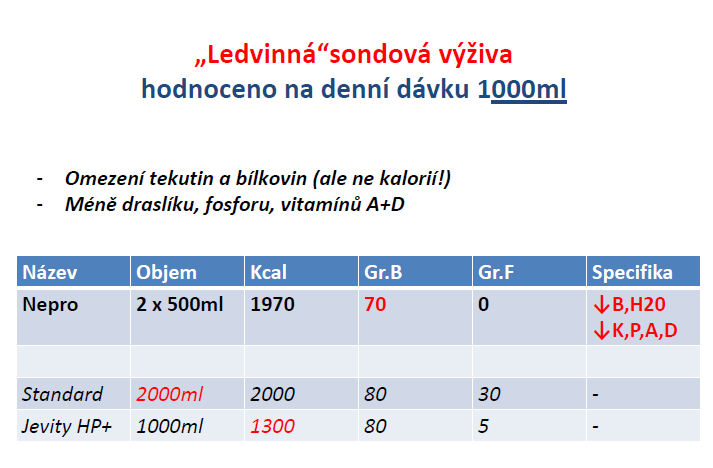 „Ledvinná“sondová výživa
hodnoceno na denní dávku 1000ml
- Omezení tekutin a bílkovin (ale ne kalorií!)
- Méně draslíku, fosforu, vitamínů A+D
Název Objem Kcal Gr.B Gr.F Specifika
Nepro 2 x 500ml 1970 70 0 ↓B,H20
↓K,P,A,D
Standard 2000ml 2000 80 30 -
Jevity HP+ 1000ml 1300 80 5 -